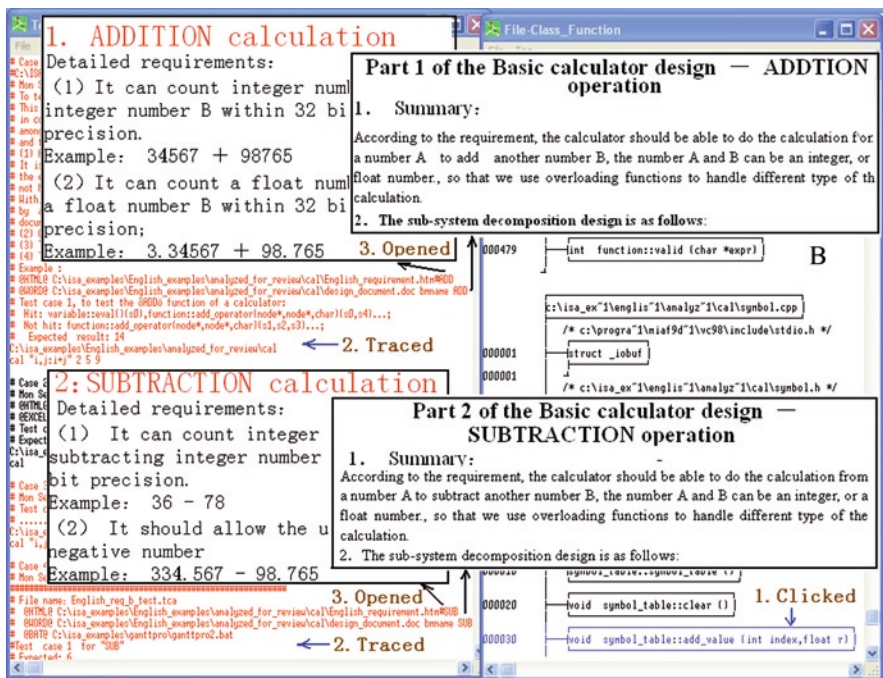 File-Class_Function
1. ADDITION calculation
Detailed requirements:
(1) It can count integer num
integer number B within 32 bi
precision.
Example: 34567 + 98765
(2) It can count a float num
a float number B within 32 bi
precision;
Example: 3.34567 + 98.765
3. Opened
Part 1 of the Basic calculator design — ADDTION
operation
1. Summary:
According to the requirement, the calculator should be able to do the calculation for
a number A to add another number B, the number A and B can be an integer, or
float number., so that we use overloading functions to handle different type of th
calculation.
2. The sub-system decomposition design is as follows:
# Example :
# @HTML@ C:\isa_examples\English_examples\analyzed_for_review\cal\English_requirement.htm#ADD
# @WORD@ C:\isa_examples\English_examples\analyzed_for_review\cal\design_document.doc bmname ADD
# Test case 1, to test the ôADDö function of a calculator:
# Hit: variable::eval()(s0),function::add_operator(node*,node*,char)(s0,s4)...;
# Not hit: function::add_operator(node*,node*,char)(s1,s2,s3)...;
# Expected result: 14
C:\isa_examples\English_examples\analyzed_for_review\cal
cal "i,j:i+j" 2 5 9
2. Traced
000479 int function::valid (char *expr)
B
c:\isa_ex~1\englis~1\analyz~1\cal\symbol.cpp
/* c:\progra~1\miaf9d~1\vc98\include\stdio.h */
000001 struct _iobuf
000001
/* c:\isa_ex~1\englis~1\analyz~1\cal\symbol.h */
2:SUBTRACTION calculation
Detailed requirements:
(1) It can count integer
subtracting integer number
bit precision.
Example: 36 - 78
(2) It should allow the u
negative number
Example: 334.567 - 98.765
3. Opened
Part 2 of the Basic calculator design —
SUBTRACTION operation
1. Summary:
According to the requirement, the calculator should be able to do the calculation from
a number A to subtract another number B, the number A and B can be an integer, or a
float number., so that we use overloading functions to handle different type of the
calculation.
2. The sub-system decomposition design is as follows:
# File name: English_req_b_test.tca
# @HTML@ C:\isa_examples\English_examples\analyzed_for_review\cal\English_requirement.htm#SUB
# @WORD@ C:\isa_examples\English_examples\analyzed_for_review\cal\design_document.doc bmname SUB
# @BAT@ C:\isa_examples\ganttpro\ganttpro2.bat
#Test case 1 for "SUB"
# Expected: 6
2. Traced
symbol_table::symbol_table ()
000020 void symbol_table::clear ()
1. Clicked
000030 void symbol_table::add_value (int index,float r)